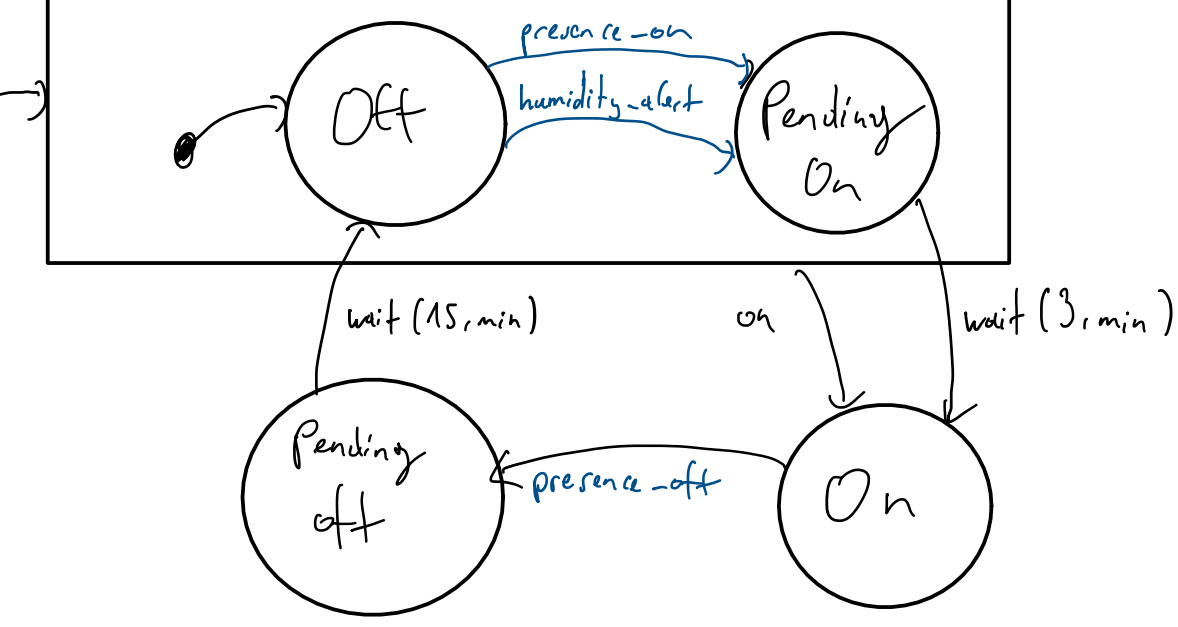 presence_on
Off
humidity_alert
Pending
On
wait (15, min)
on
wait (3, min)
Pending
off
presence_off
On